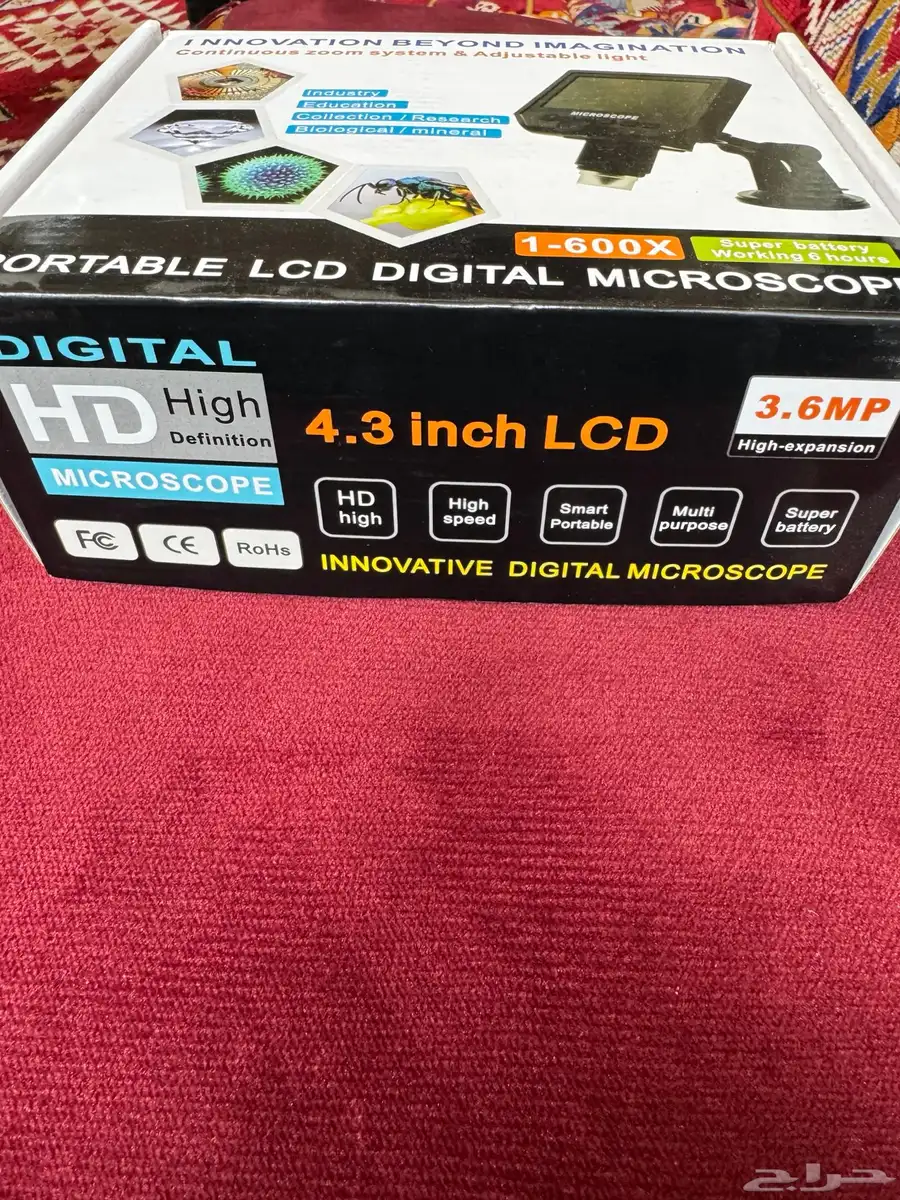 INNOVATION BEYOND IMAGINATION
Continuous zoom system & Adjustable light
Industry
Education
Collection / Research
Biological / mineral
MICROSCOPE
1-600X
Super battery
Working 6 hours
PORTABLE LCD DIGITAL MICROSCOPE
DIGITAL
HD High
Definition
MICROSCOPE
4.3 inch LCD
3.6MP
High-expansion
HD
high
High
speed
Smart
Portable
Multi
purpose
Super
battery
FC
CE
RoHs
INNOVATIVE DIGITAL MICROSCOPE
حراج